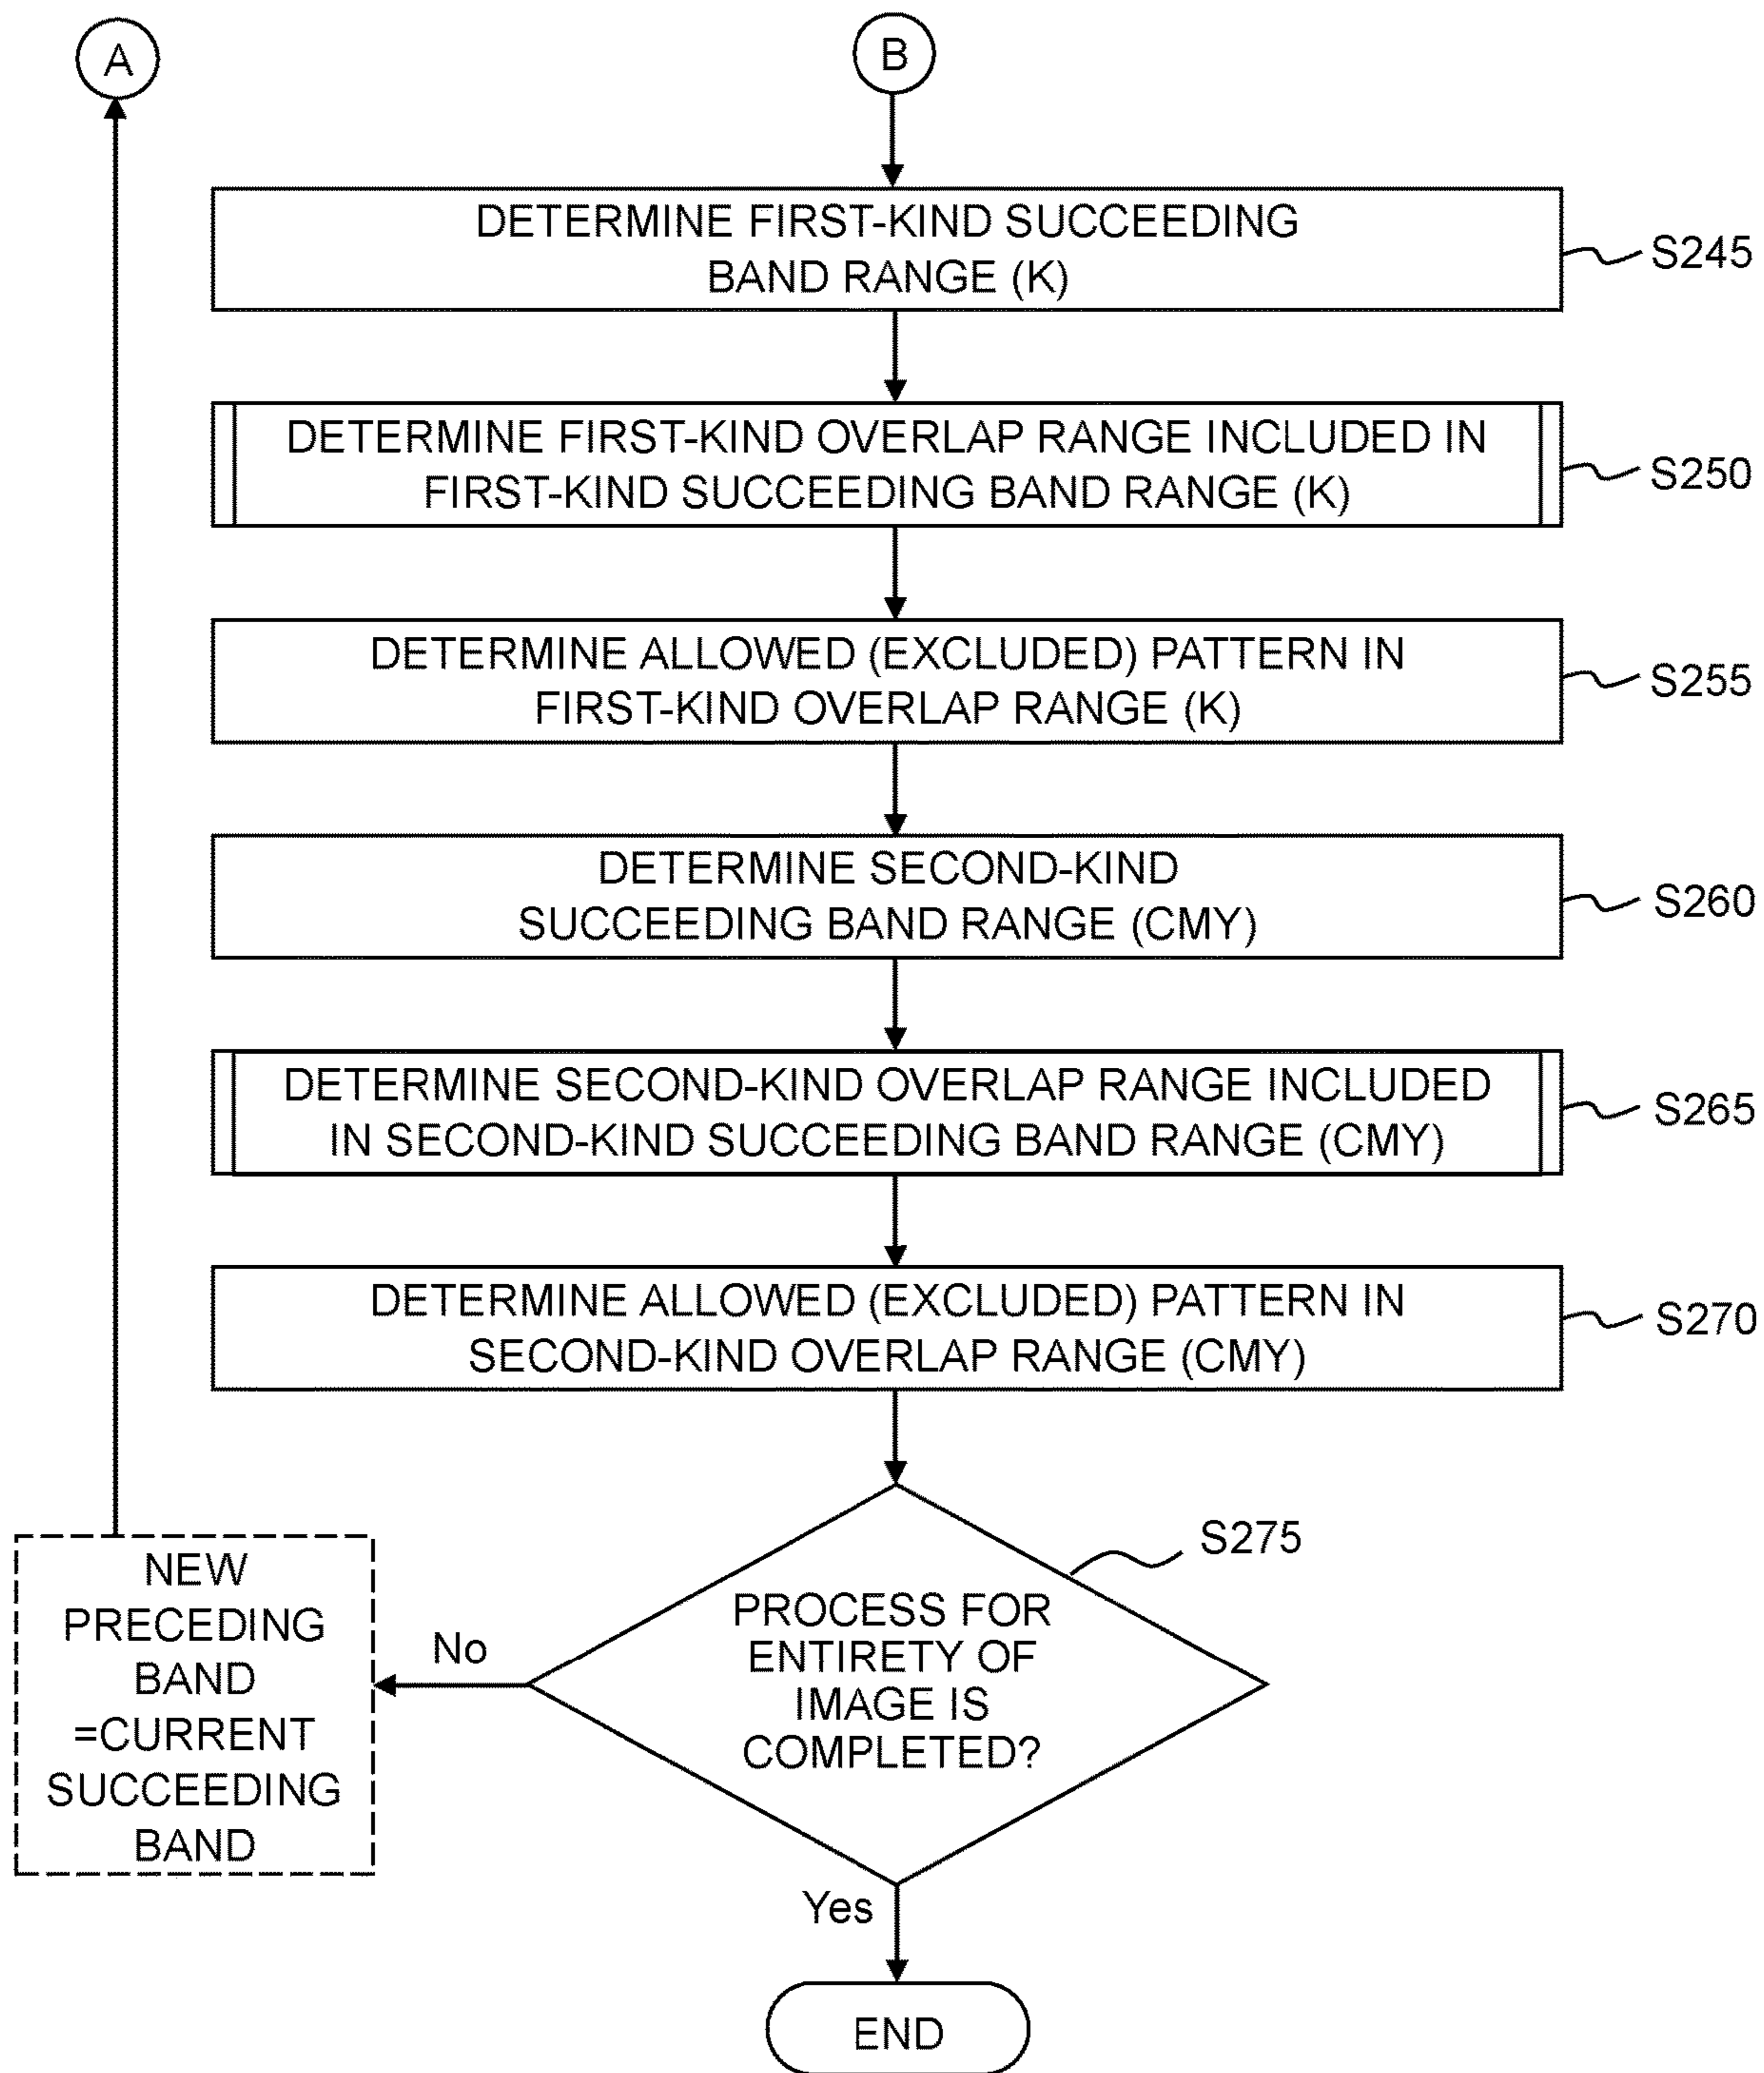 A
B
DETERMINE FIRST-KIND SUCCEEDING
BAND RANGE (K)
S245
DETERMINE FIRST-KIND OVERLAP RANGE INCLUDED IN
FIRST-KIND SUCCEEDING BAND RANGE (K)
S250
DETERMINE ALLOWED (EXCLUDED) PATTERN IN
FIRST-KIND OVERLAP RANGE (K)
S255
DETERMINE SECOND-KIND
SUCCEEDING BAND RANGE (CMY)
S260
DETERMINE SECOND-KIND OVERLAP RANGE INCLUDED
IN SECOND-KIND SUCCEEDING BAND RANGE (CMY)
S265
DETERMINE ALLOWED (EXCLUDED) PATTERN IN
SECOND-KIND OVERLAP RANGE (CMY)
S270
S275
PROCESS FOR
ENTIRETY OF
IMAGE IS
COMPLETED?
No
NEW
PRECEDING
BAND
=CURRENT
SUCCEEDING
BAND
Yes
END